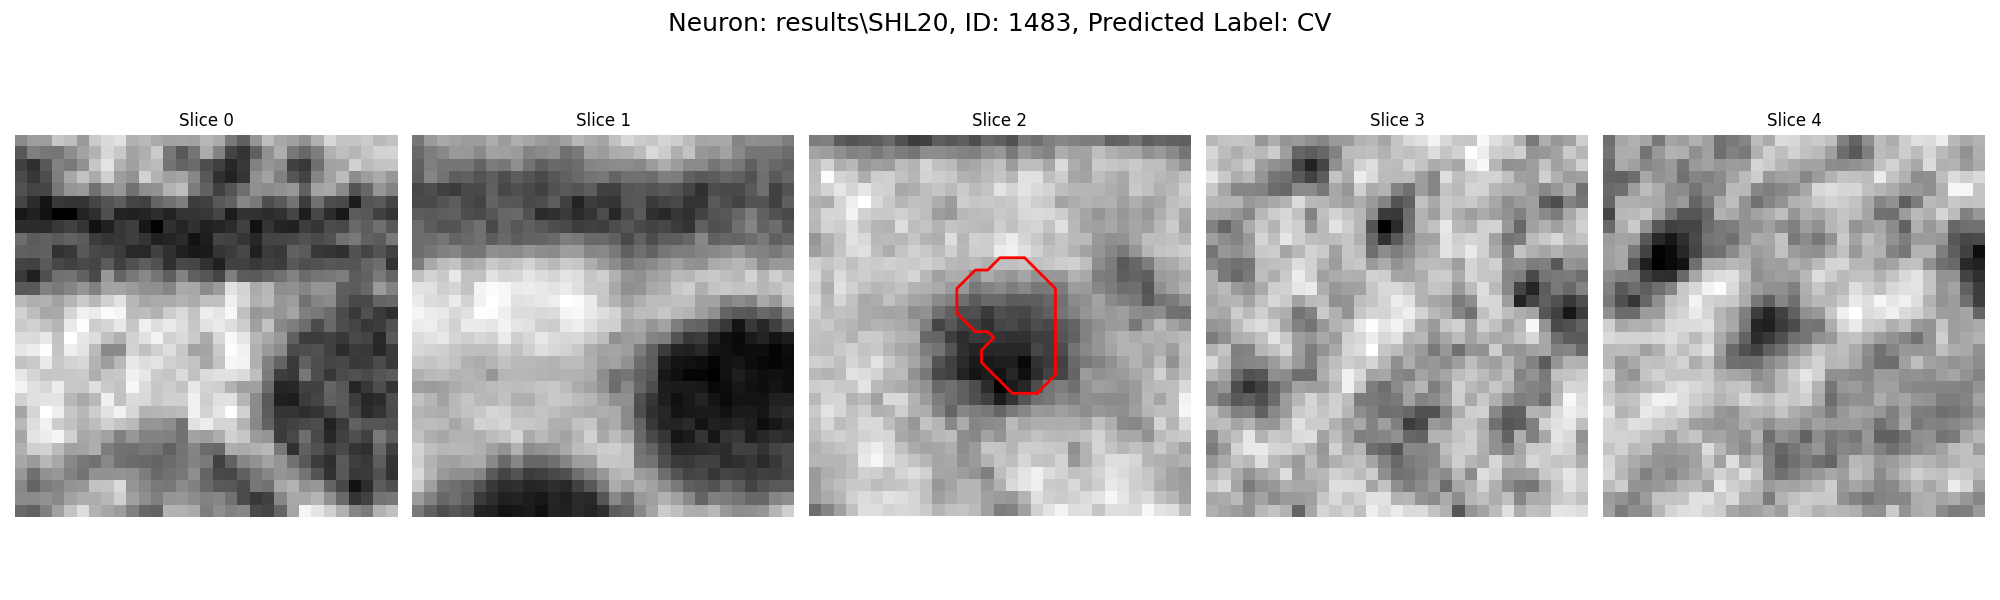 Neuron: results\SHL20, ID: 1483, Predicted Label: CV
Slice 0
Slice 1
Slice 2
Slice 3
Slice 4